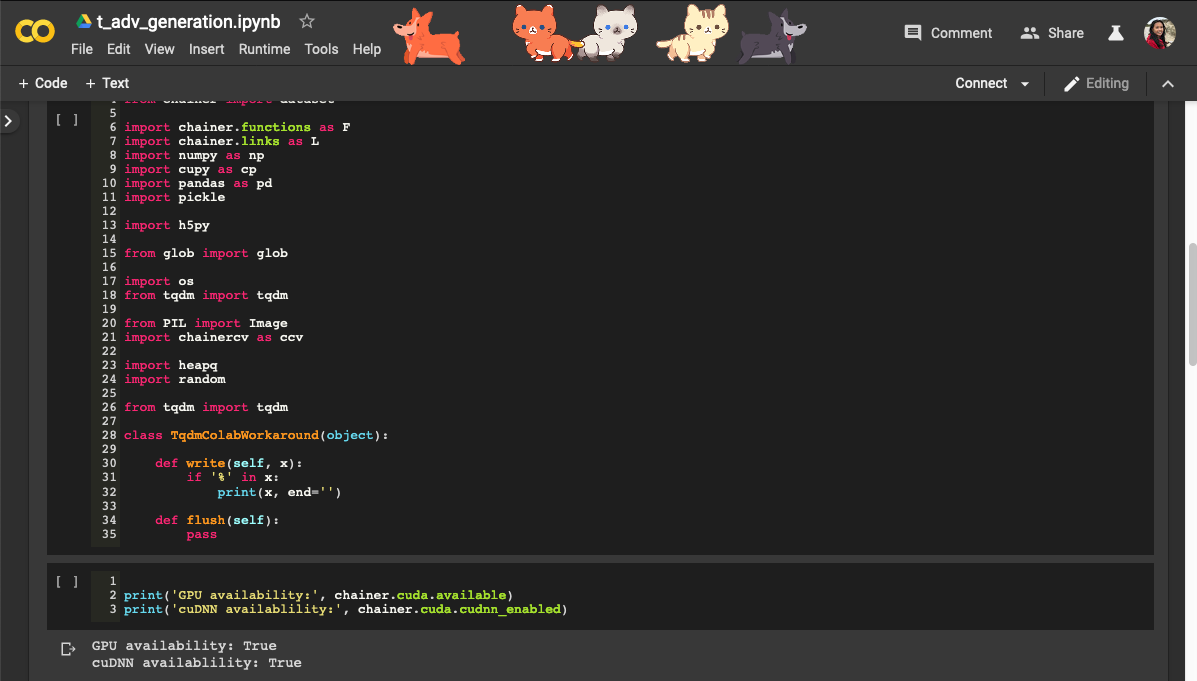 t_adv_generation.ipynb
File Edit View Insert Runtime Tools Help
Comment
Share
+ Code + Text
Connect
Editing
4 from chainer import dataset
[ ]
5
6 import chainer.functions as F
7 import chainer.links as L
8 import numpy as np
9 import cupy as cp
10 import pandas as pd
11 import pickle
12
13 import h5py
14
15 from glob import glob
16
17 import os
18 from tqdm import tqdm
19
20 from PIL import Image
21 import chainercv as ccv
22
23 import heapq
24 import random
25
26 from tqdm import tqdm
27
28 class TqdmColabWorkaround(object):
29
30     def write(self, x):
31         if '%' in x:
32             print(x, end='')
33
34     def flush(self):
35         pass
[ ]
1
2 print('GPU availability:', chainer.cuda.available)
3 print('cuDNN availablility:', chainer.cuda.cudnn_enabled)
GPU availability: True
cuDNN availablility: True